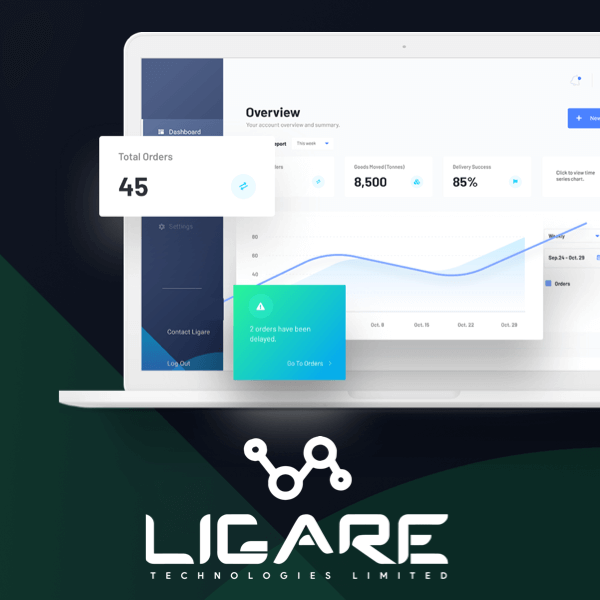 Overview
Your account overview and summary.
New
Dashboard
This week
Total Orders
45
Goods Moved (Tonnes)
8,500
Delivery Success
85%
Click to view time
series chart.
Settings
80
60
40
Weekly
Sep.24 - Oct. 29
Orders
2 orders have been
delayed.
Go To Orders
Oct. 8
Oct. 15
Oct. 22
Oct. 29
Contact Ligare
Log Out
LIGARE
TECHNOLOGIES LIMITED